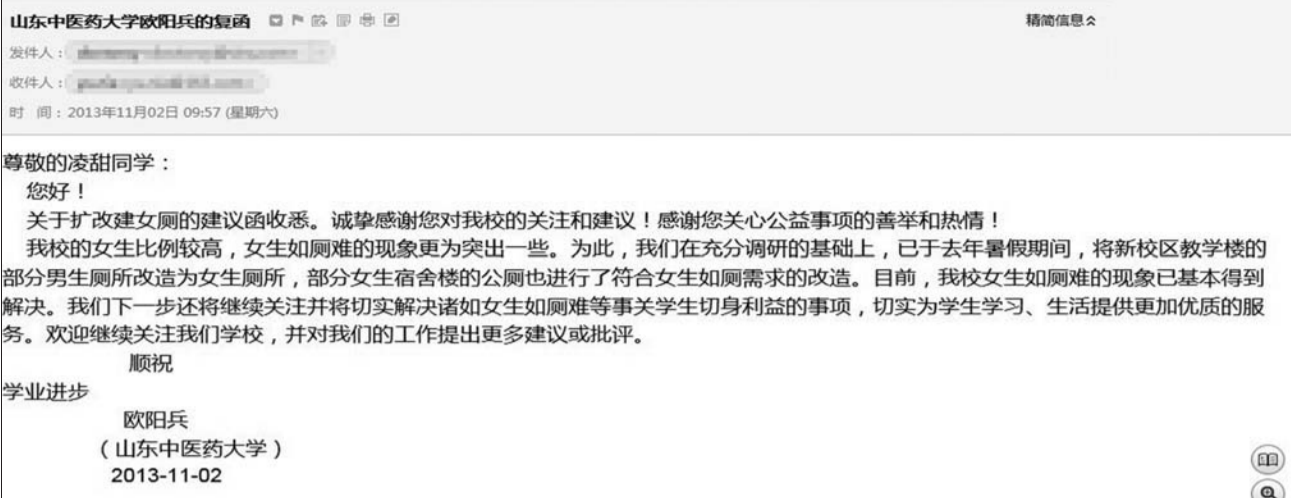 山东中医药大学欧阳兵的复函
精简信息
发件人：
收件人：
时 间：2013年11月02日 09:57 (星期六)
尊敬的凌甜同学：
您好！
关于扩改建女厕的建议函收悉。诚挚感谢您对我校的关注和建议！感谢您关心公益事项的善举和热情！
我校的女生比例较高，女生如厕难的现象更为突出一些。为此，我们在充分调研的基础上，已于去年暑假期间，将新校区教学楼的
部分男生厕所改造为女生厕所，部分女生宿舍楼的公厕也进行了符合女生如厕需求的改造。目前，我校女生如厕难的现象已基本得到
解决。我们下一步还将继续关注并将切实解决诸如女生如厕难等事关学生切身利益的事项，切实为学生学习、生活提供更加优质的服
务。欢迎继续关注我们学校，并对我们的工作提出更多建议或批评。
顺祝
学业进步
欧阳兵
（山东中医药大学）
2013-11-02